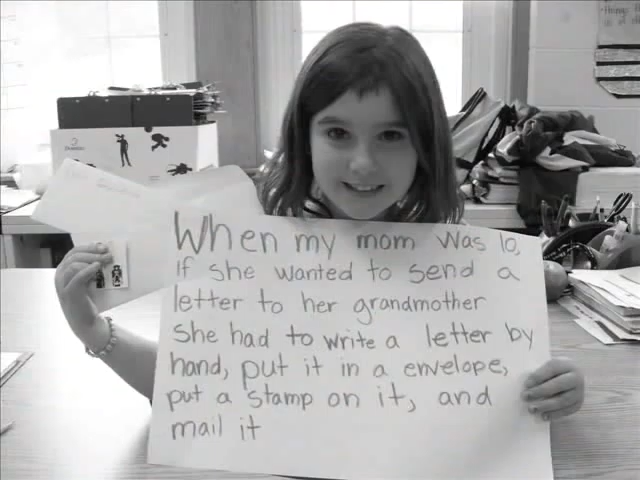 When my mom was 10,
if she wanted to send a
letter to her grandmother
she had to write a letter by
hand, put it in a envelope,
put a stamp on it, and
mail it